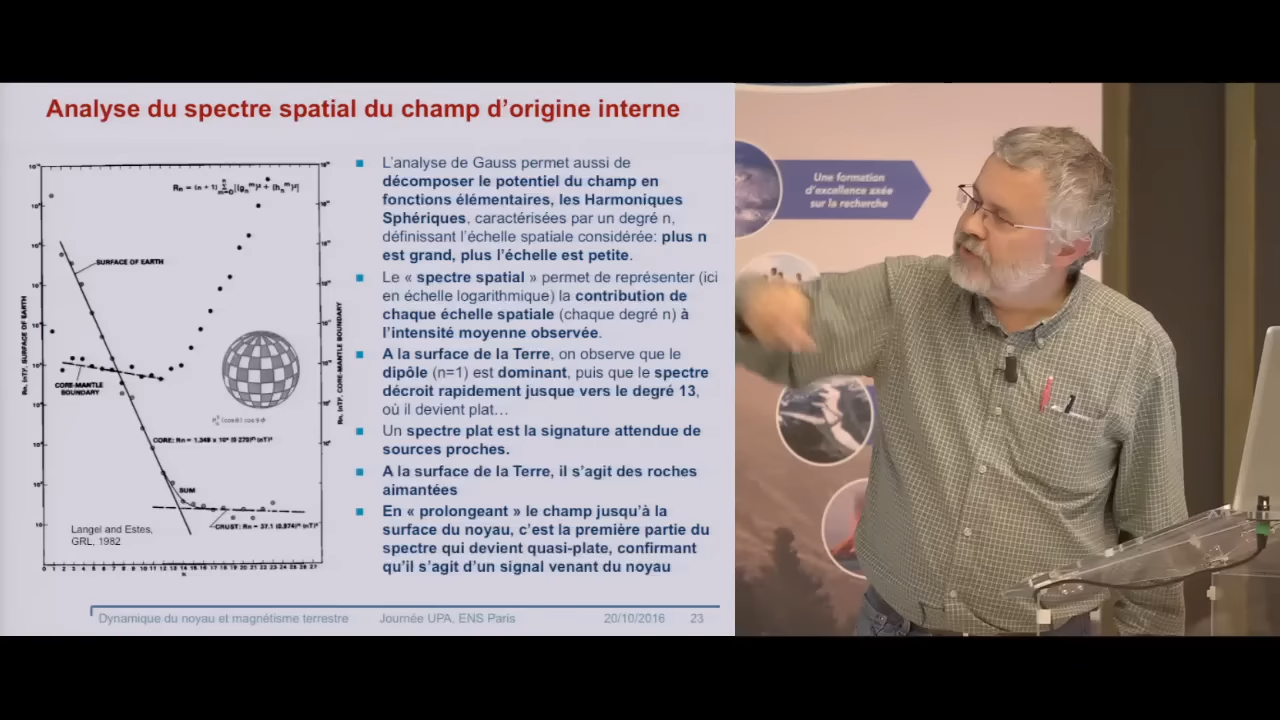 Analyse du spectre spatial du champ d'origine interne
L'analyse de Gauss permet aussi de
décomposer le potentiel du champ en
fonctions élémentaires, les Harmoniques
Sphériques, caractérisées par un degré n,
définissant l'échelle spatiale considérée: plus n
est grand, plus l'échelle est petite.
Le « spectre spatial » permet de représenter (ici
en échelle logarithmique) la contribution de
chaque échelle spatiale (chaque degré n) à
l'intensité moyenne observée.
A la surface de la Terre, on observe que le
dipôle (n=1) est dominant, puis que le spectre
décroit rapidement jusque vers le degré 13,
où il devient plat…
Un spectre plat est la signature attendue de
sources proches.
A la surface de la Terre, il s'agit des roches
aimantées
En « prolongeant » le champ jusqu'à la
surface du noyau, c'est la première partie du
spectre qui devient quasi-plate, confirmant
qu'il s'agit d'un signal venant du noyau
SURFACE OF EARTH
CORE-MANTLE
BOUNDARY
SUM
Langel and Estes,
GRL, 1982
Rn, (nT)², SURFACE OF EARTH
Rn, (nT)², CORE-MANTLE BOUNDARY
Dynamique du noyau et magnétisme terrestre
Journée UPA, ENS Paris
20/10/2016
23
Une formation
d'excellence axée
sur la recherche